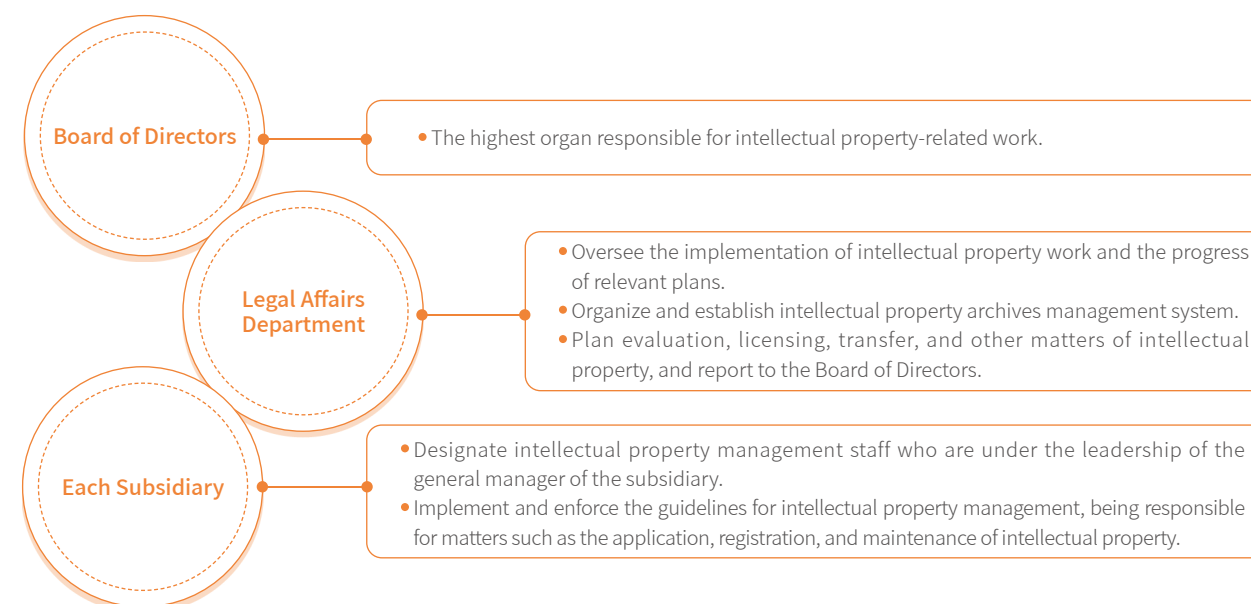 Board of Directors
• The highest organ responsible for intellectual property-related work.
Legal Affairs
Department
• Oversee the implementation of intellectual property work and the progress
of relevant plans.
• Organize and establish intellectual property archives management system.
• Plan evaluation, licensing, transfer, and other matters of intellectual
property, and report to the Board of Directors.
Each Subsidiary
• Designate intellectual property management staff who are under the leadership of the
general manager of the subsidiary.
• Implement and enforce the guidelines for intellectual property management, being responsible
for matters such as the application, registration, and maintenance of intellectual property.